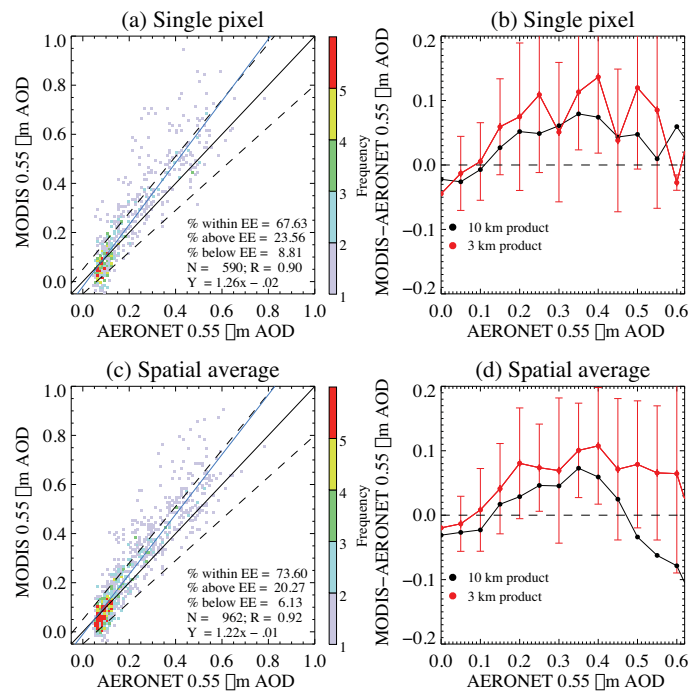 (a) Single pixel
MODIS 0.55 □m AOD
1.0
0.8
0.6
0.4
0.2
0.0
% within EE = 67.63
% above EE = 23.56
% below EE = 8.81
N = 590; R = 0.90
Y = 1.26x − .02
0.0 0.2 0.4 0.6 0.8 1.0
AERONET 0.55 □m AOD
5
4
3
2
1
Frequency
(b) Single pixel
MODIS−AERONET 0.55 □m AOD
0.2
0.1
0.0
−0.1
−0.2
10 km product
3 km product
0.0 0.1 0.2 0.3 0.4 0.5 0.6
AERONET 0.55 □m AOD
(c) Spatial average
MODIS 0.55 □m AOD
1.0
0.8
0.6
0.4
0.2
0.0
% within EE = 73.60
% above EE = 20.27
% below EE = 6.13
N = 962; R = 0.92
Y = 1.22x − .01
0.0 0.2 0.4 0.6 0.8 1.0
AERONET 0.55 □m AOD
5
4
3
2
1
Frequency
(d) Spatial average
MODIS−AERONET 0.55 □m AOD
0.2
0.1
0.0
−0.1
−0.2
10 km product
3 km product
0.0 0.1 0.2 0.3 0.4 0.5 0.6
AERONET 0.55 □m AOD